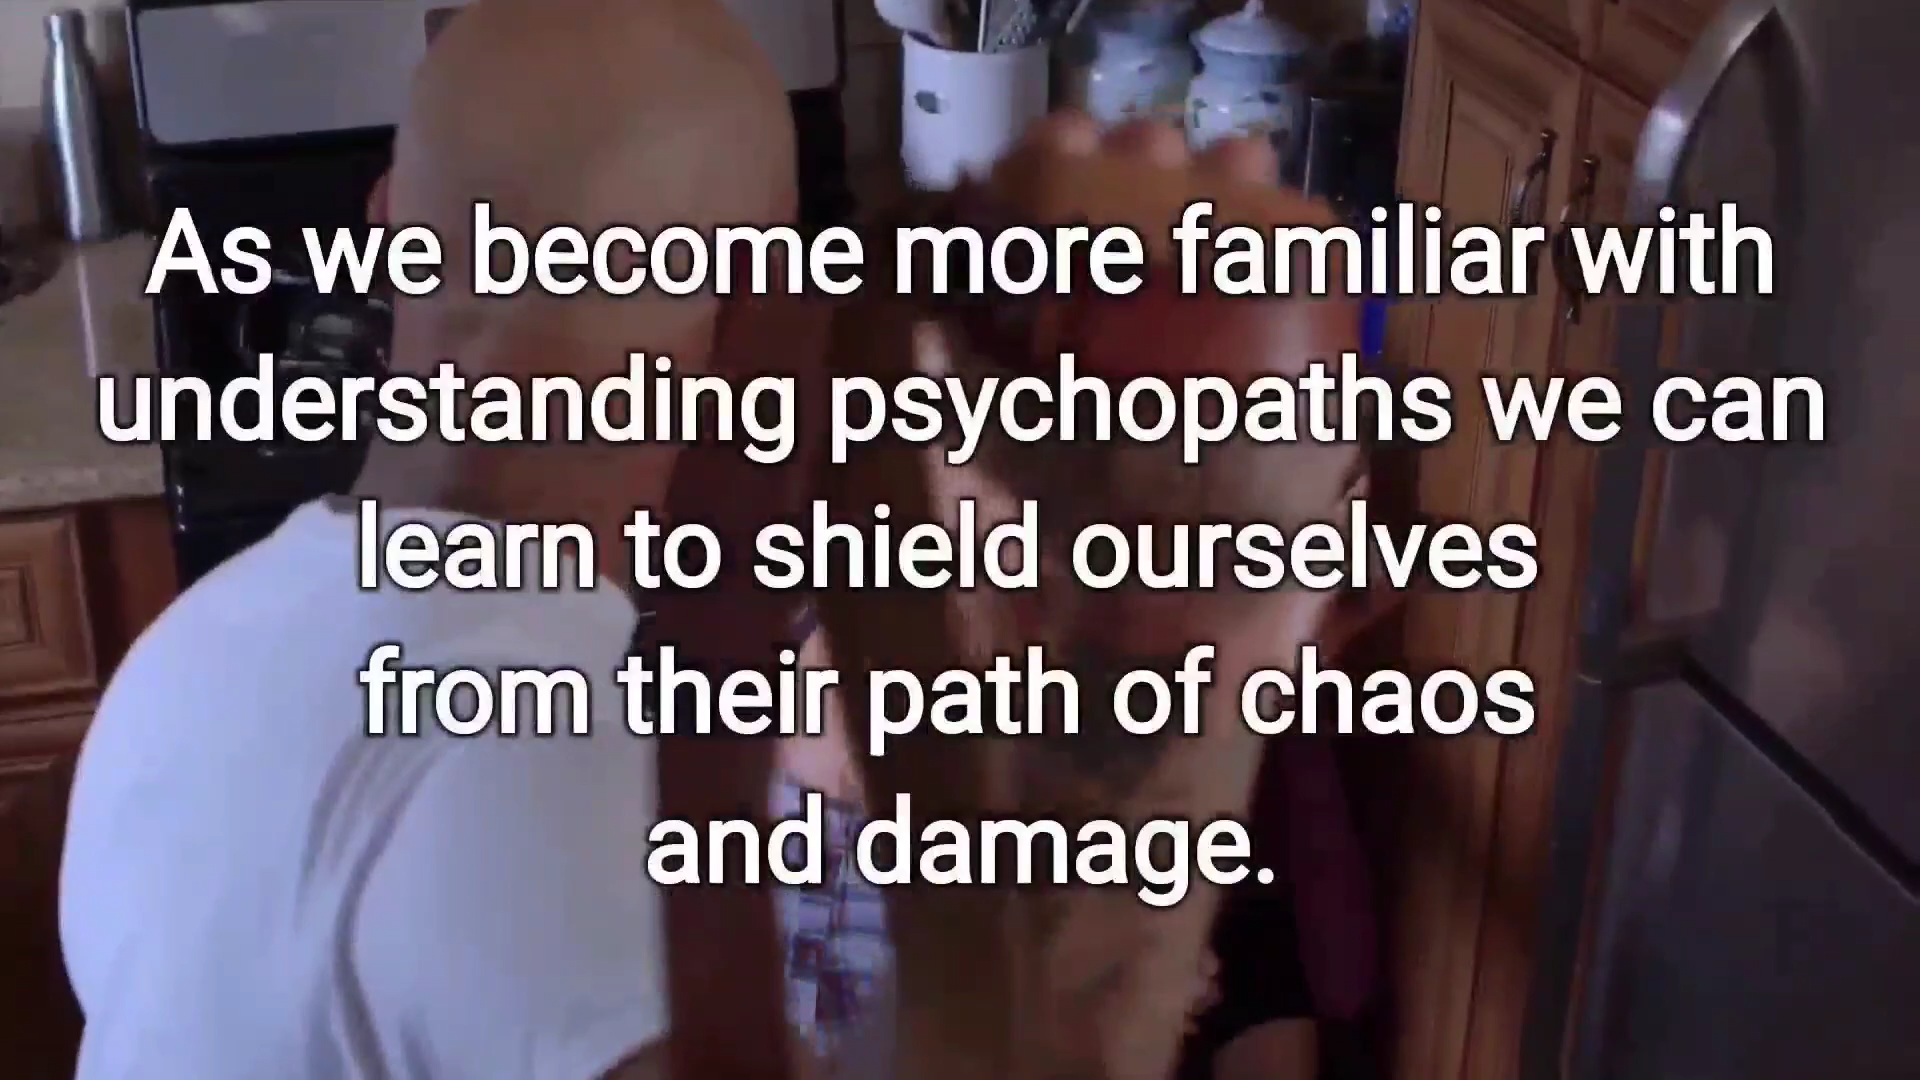 As we become more familiar with
understanding psychopaths we can
learn to shield ourselves
from their path of chaos
and damage.